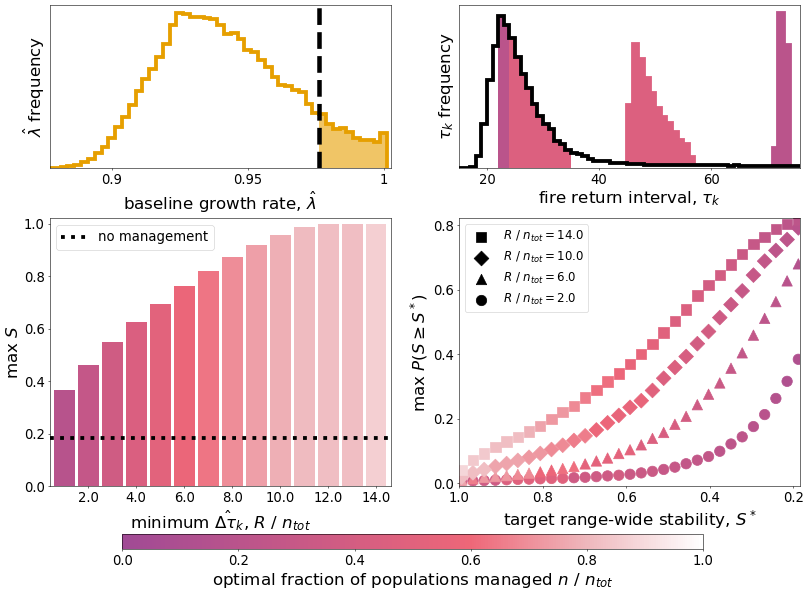 λ̂ frequency
0.9
0.95
1
baseline growth rate, λ̂
τ_k frequency
20
40
60
fire return interval, τ_k
max S
1.0
0.8
0.6
0.4
0.2
0.0
no management
2.0
4.0
6.0
8.0
10.0
12.0
14.0
minimum Δτ̂_k, R / n_tot
max P(S ≥ S*)
0.8
0.6
0.4
0.2
0.0
R / n_tot = 14.0
R / n_tot = 10.0
R / n_tot = 6.0
R / n_tot = 2.0
1.0
0.8
0.6
0.4
0.2
target range-wide stability, S*
0.0
0.2
0.4
0.6
0.8
1.0
optimal fraction of populations managed n / n_tot